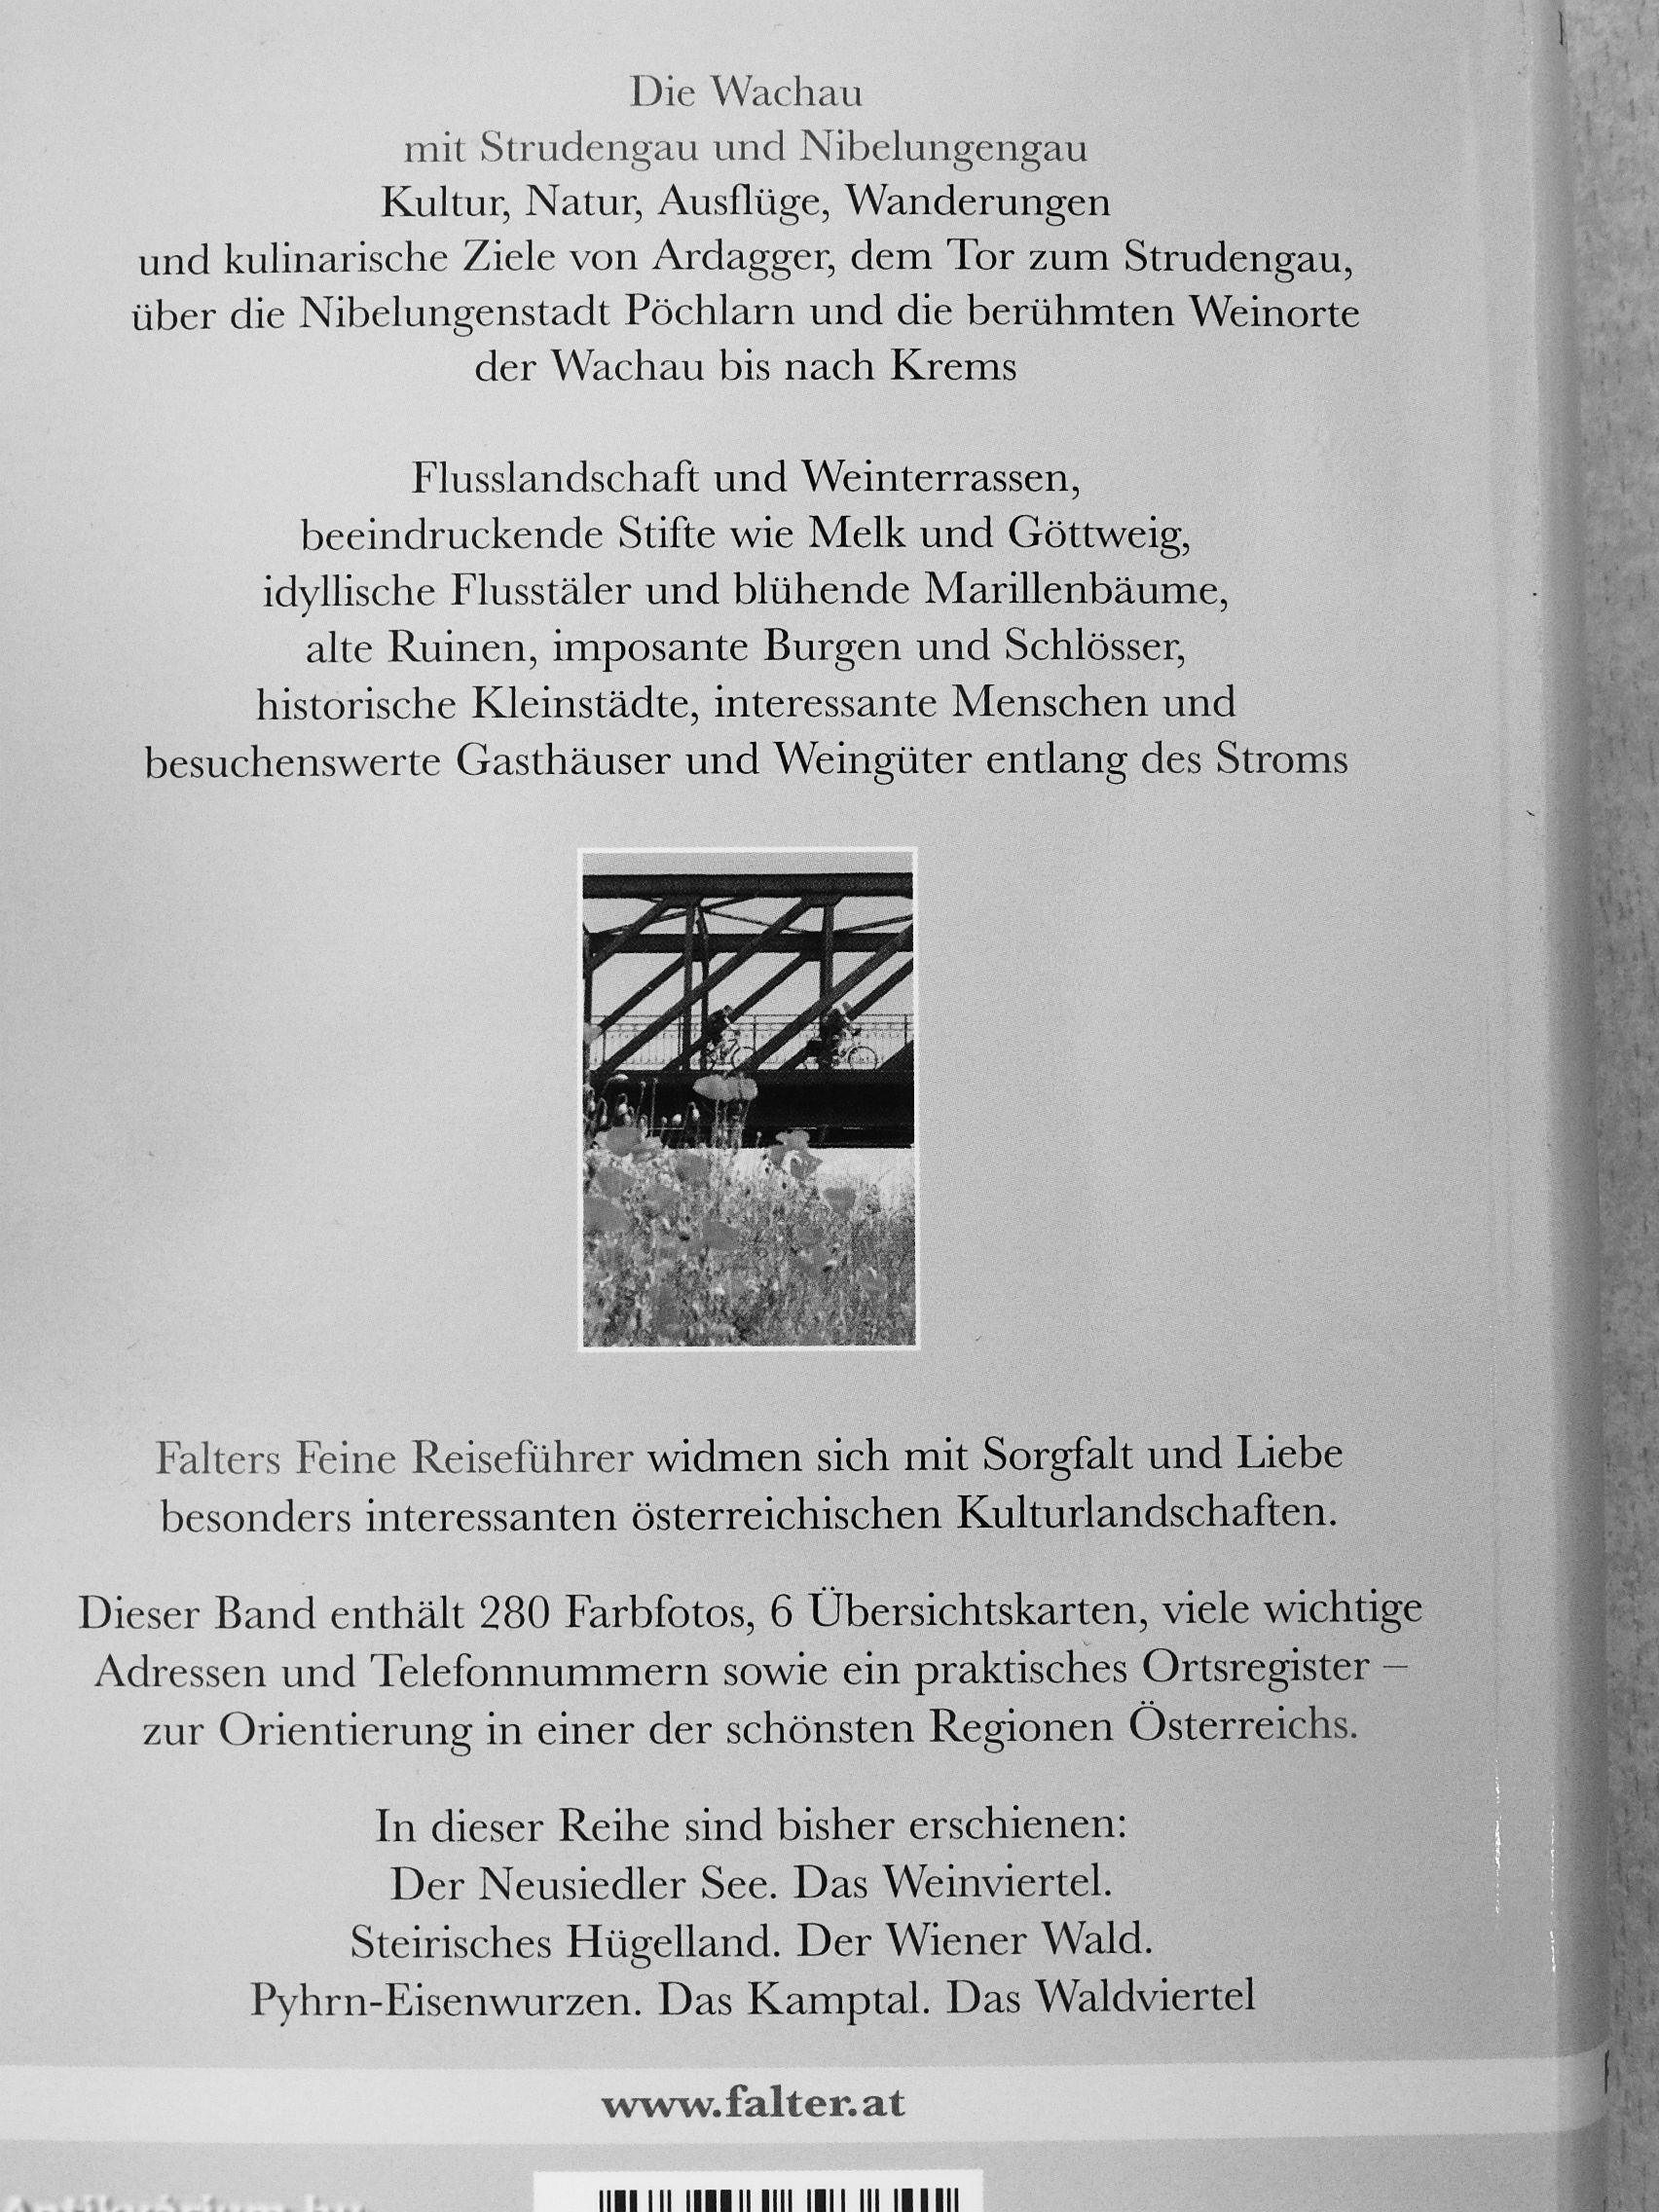 Die Wachau
mit Strudengau und Nibelungengau
Kultur, Natur, Ausflüge, Wanderungen
und kulinarische Ziele von Ardagger, dem Tor zum Strudengau,
über die Nibelungenstadt Pöchlarn und die berühmten Weinorte
der Wachau bis nach Krems
Flusslandschaft und Weinterrassen,
beeindruckende Stifte wie Melk und Göttweig,
idyllische Flusstäler und blühende Marillenbäume,
alte Ruinen, imposante Burgen und Schlösser,
historische Kleinstädte, interessante Menschen und
besuchenswerte Gasthäuser und Weingüter entlang des Stroms
Falters Feine Reiseführer widmen sich mit Sorgfalt und Liebe
besonders interessanten österreichischen Kulturlandschaften.
Dieser Band enthält 280 Farbfotos, 6 Übersichtskarten, viele wichtige
Adressen und Telefonnummern sowie ein praktisches Ortsregister –
zur Orientierung in einer der schönsten Regionen Österreichs.
In dieser Reihe sind bisher erschienen:
Der Neusiedler See. Das Weinviertel.
Steirisches Hügelland. Der Wiener Wald.
Pyhrn-Eisenwurzen. Das Kamptal. Das Waldviertel
www.falter.at